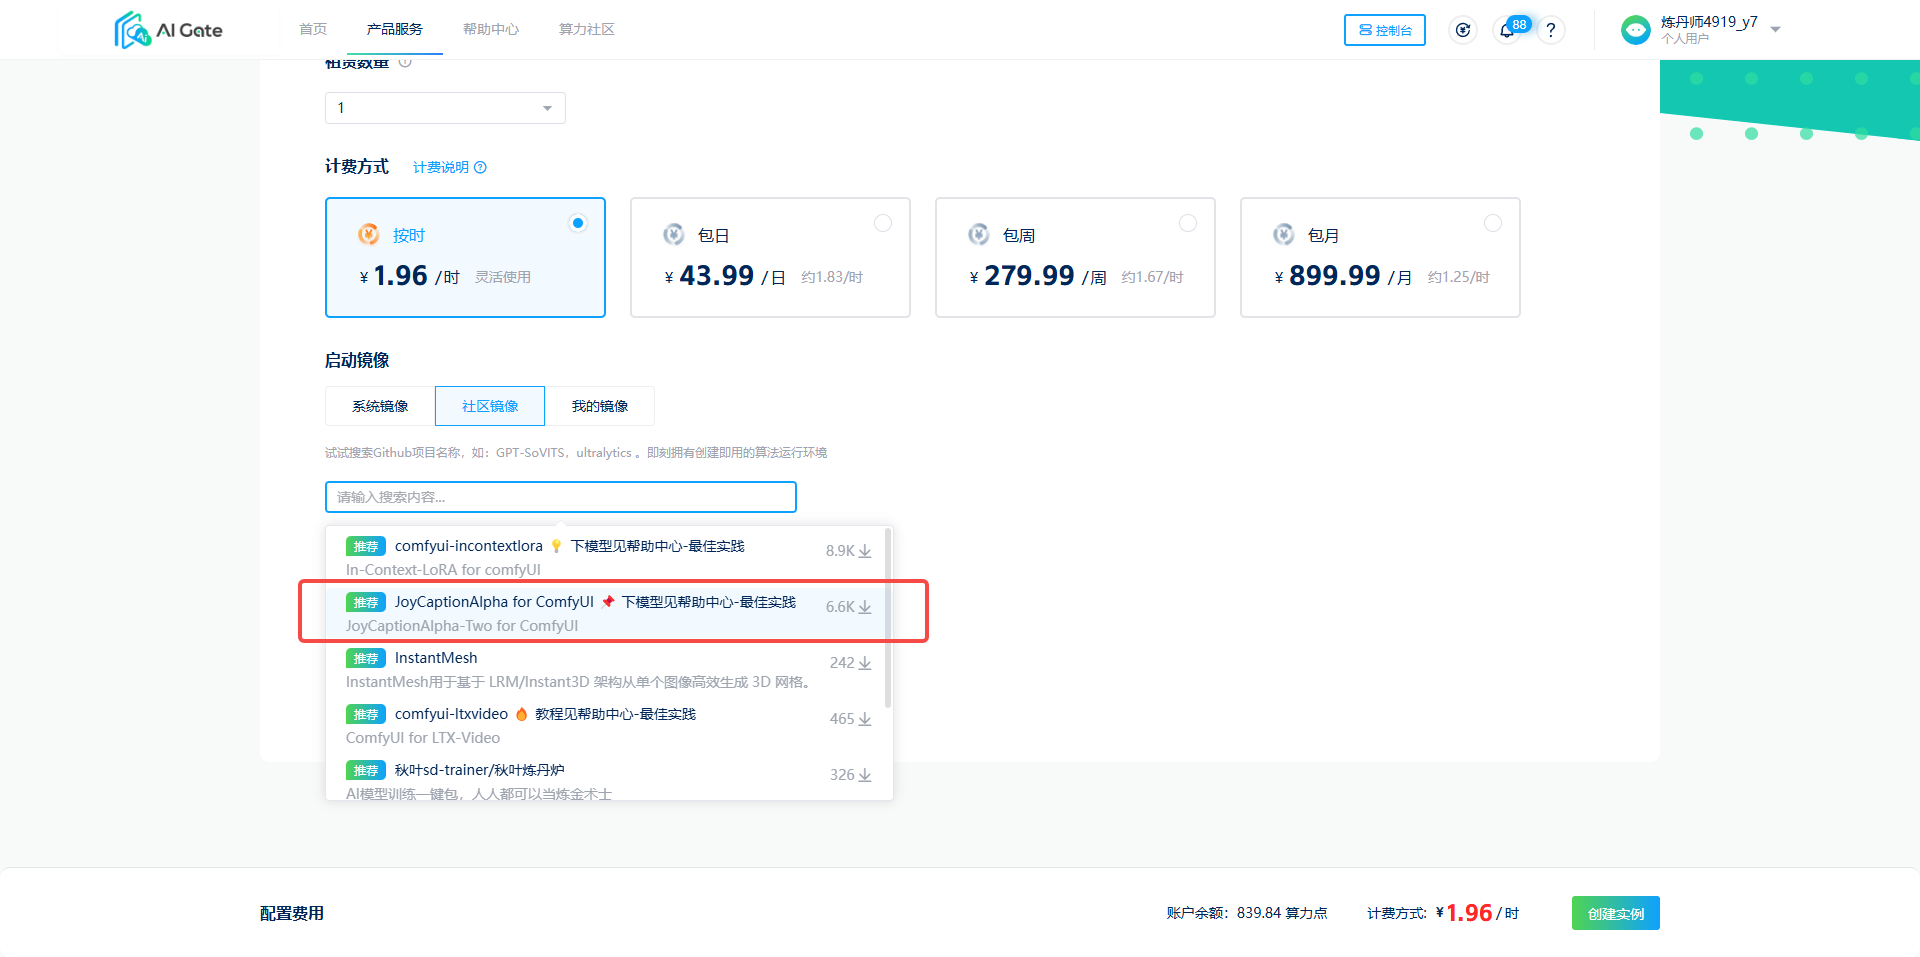 AI Gate
首页
产品服务
帮助中心
算力社区
控制台
88
?
炼丹师4919_y7
个人用户
租赁数量
1
计费方式 计费说明
按时
¥ 1.96 /时 灵活使用
包日
¥ 43.99 /日 约1.83/时
包周
¥ 279.99 /周 约1.67/时
包月
¥ 899.99 /月 约1.25/时
启动镜像
系统镜像 社区镜像 我的镜像
试试搜索Github项目名称，如：GPT-SoVITS，ultralytics 。即刻拥有创建即用的算法运行环境
请输入搜索内容...
推荐 comfyui-incontextlora 💡 下模型见帮助中心-最佳实践 8.9K
In-Context-LoRA for comfyUI
推荐 JoyCaptionAlpha for ComfyUI 📌 下模型见帮助中心-最佳实践 6.6K
JoyCaptionAlpha-Two for ComfyUI
推荐 InstantMesh 242
InstantMesh用于基于 LRM/Instant3D 架构从单个图像高效生成 3D 网格。
推荐 comfyui-ltxvideo 🔥 教程见帮助中心-最佳实践 465
ComfyUI for LTX-Video
推荐 秋叶sd-trainer/秋叶炼丹炉 326
AI模型训练一键包，人人都可以当炼金术士
配置费用
账户余额：839.84 算力点
计费方式: ¥1.96 / 时
创建实例